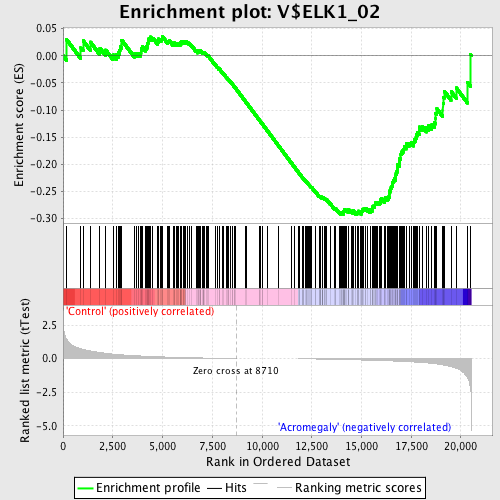 Enrichment plot: V$ELK1_02
Enrichment score (ES)
0.05
0.00
-0.05
-0.10
-0.15
-0.20
-0.25
-0.30
'Control' (positively correlated)
Ranked list metric (tTest)
2.5
0.0
-2.5
-5.0
Zero cross at 8710
'Acromegaly' (negatively correlated)
0
2,500
5,000
7,500
10,000
12,500
15,000
17,500
20,000
Rank in Ordered Dataset
Enrichment profile
Hits
Ranking metric scores